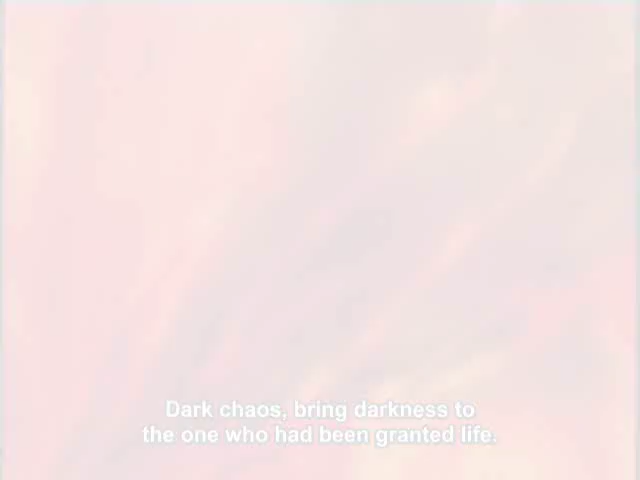 Dark chaos, bring darkness to
the one who had been granted life.